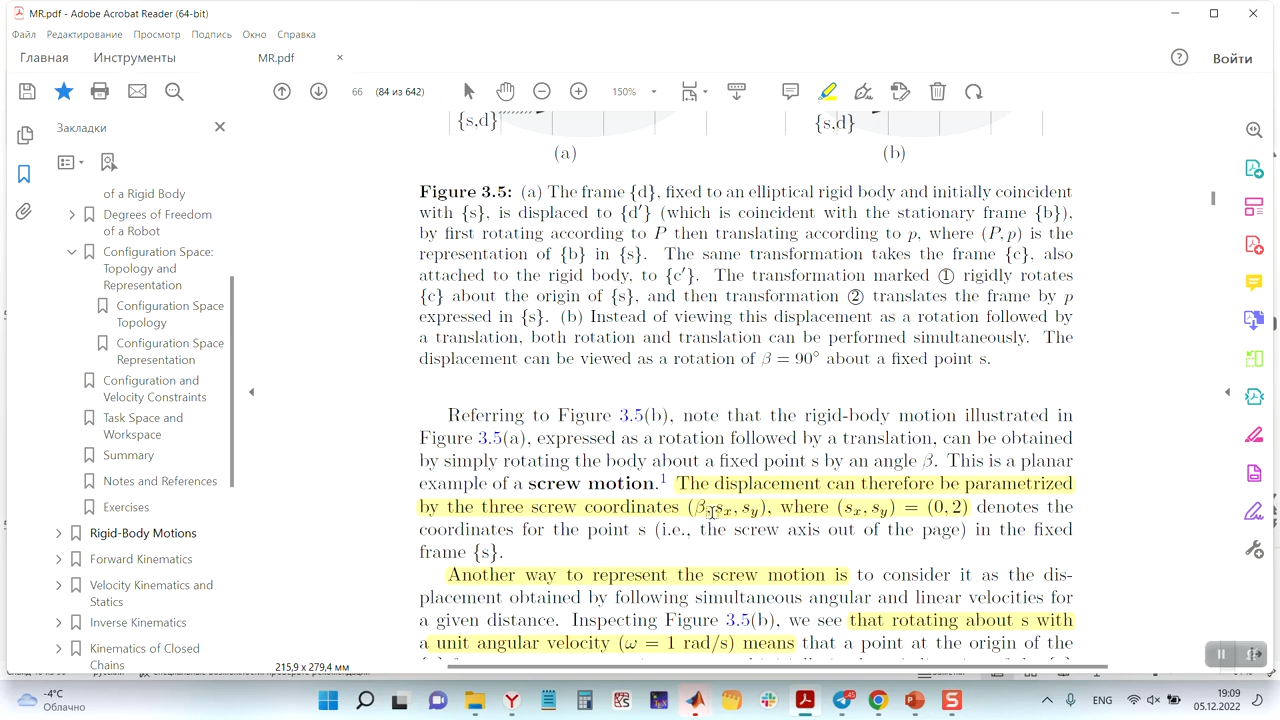 MR.pdf - Adobe Acrobat Reader (64-bit)
Файл Редактирование Просмотр Подпись Окно Справка
Главная Инструменты MR.pdf × Войти
66 (84 из 642) 150%
Закладки
of a Rigid Body
Degrees of Freedom
of a Robot
Configuration Space:
Topology and
Representation
Configuration Space
Topology
Configuration Space
Representation
Configuration and
Velocity Constraints
Task Space and
Workspace
Summary
Notes and References
Exercises
Rigid-Body Motions
Forward Kinematics
Velocity Kinematics and
Statics
Inverse Kinematics
Kinematics of Closed
Chains
{s,d} {s,d}
(a) (b)
Figure 3.5: (a) The frame {d}, fixed to an elliptical rigid body and initially coincident
with {s}, is displaced to {d′} (which is coincident with the stationary frame {b}),
by first rotating according to P then translating according to p, where (P, p) is the
representation of {b} in {s}. The same transformation takes the frame {c}, also
attached to the rigid body, to {c′}. The transformation marked ① rigidly rotates
{c} about the origin of {s}, and then transformation ② translates the frame by p
expressed in {s}. (b) Instead of viewing this displacement as a rotation followed by
a translation, both rotation and translation can be performed simultaneously. The
displacement can be viewed as a rotation of β = 90° about a fixed point s.
Referring to Figure 3.5(b), note that the rigid-body motion illustrated in
Figure 3.5(a), expressed as a rotation followed by a translation, can be obtained
by simply rotating the body about a fixed point s by an angle β. This is a planar
example of a screw motion.¹ The displacement can therefore be parametrized
by the three screw coordinates (β, sx, sy), where (sx, sy) = (0, 2) denotes the
coordinates for the point s (i.e., the screw axis out of the page) in the fixed
frame {s}.
Another way to represent the screw motion is to consider it as the dis-
placement obtained by following simultaneous angular and linear velocities for
a given distance. Inspecting Figure 3.5(b), we see that rotating about s with
a unit angular velocity (ω = 1 rad/s) means that a point at the origin of the
215,9 x 279,4 мм
-4°C
Облачно
ENG
19:09
05.12.2022